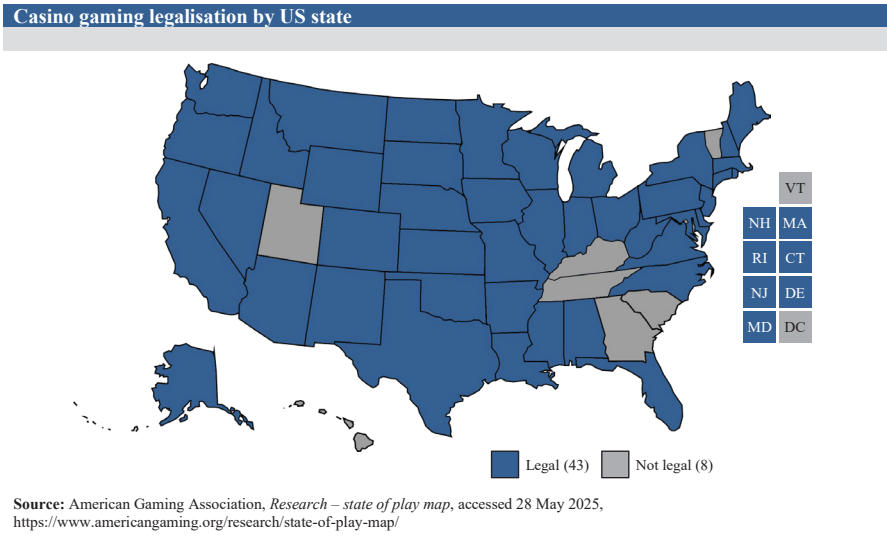 Casino gaming legalisation by US state
VT
NH MA
RI CT
NJ DE
MD DC
Legal (43) Not legal (8)
Source: American Gaming Association, Research – state of play map, accessed 28 May 2025,
https://www.americangaming.org/research/state-of-play-map/